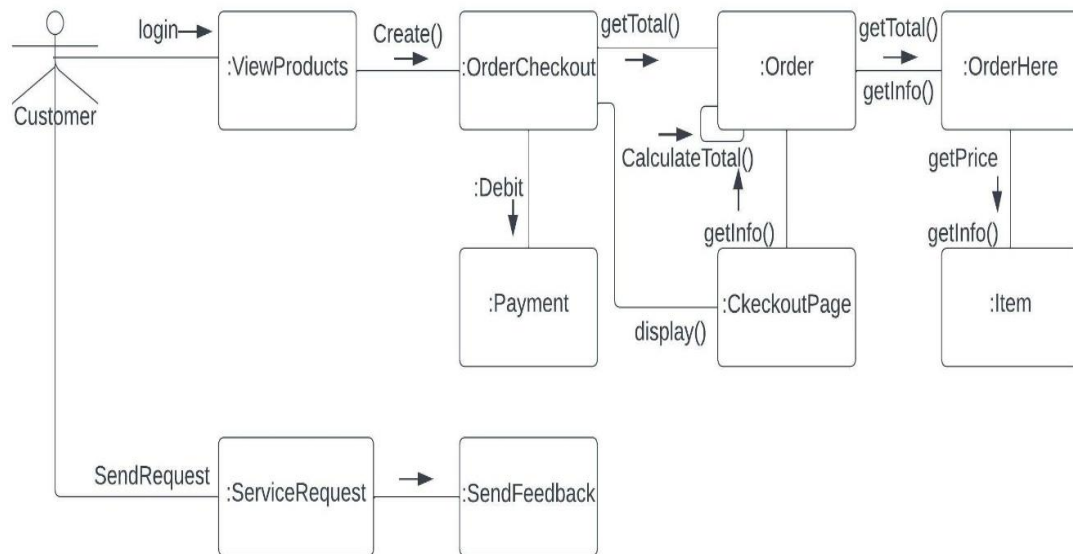 login
Create()
getTotal()
getTotal()
:ViewProducts
:OrderCheckout
:Order
:OrderHere
getInfo()
Customer
CalculateTotal()
getPrice
:Debit
getInfo()
getInfo()
:Payment
:CkeckoutPage
:Item
display()
SendRequest
:ServiceRequest
:SendFeedback